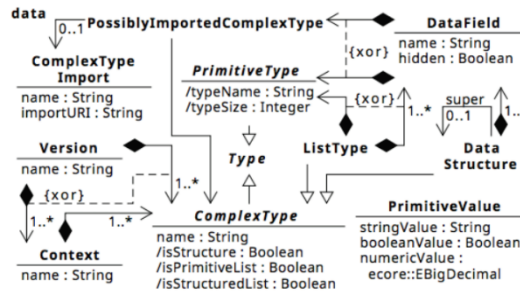 data
PossiblyImportedComplexType
DataField
0..1
name : String
hidden : Boolean
{xor}
ComplexType
Import
name : String
importURI : String
PrimitiveType
/typeName : String
/typeSize : Integer
{xor}
1..*
super
0..1
1..
Version
name : String
Type
ListType
Data
Structure
{xor}
1..*
1..*
1..*
ComplexType
name : String
/isStructure : Boolean
/isPrimitiveList : Boolean
/isStructuredList : Boolean
PrimitiveValue
stringValue : String
booleanValue : Boolean
numericValue :
ecore::EBigDecimal
Context
name : String